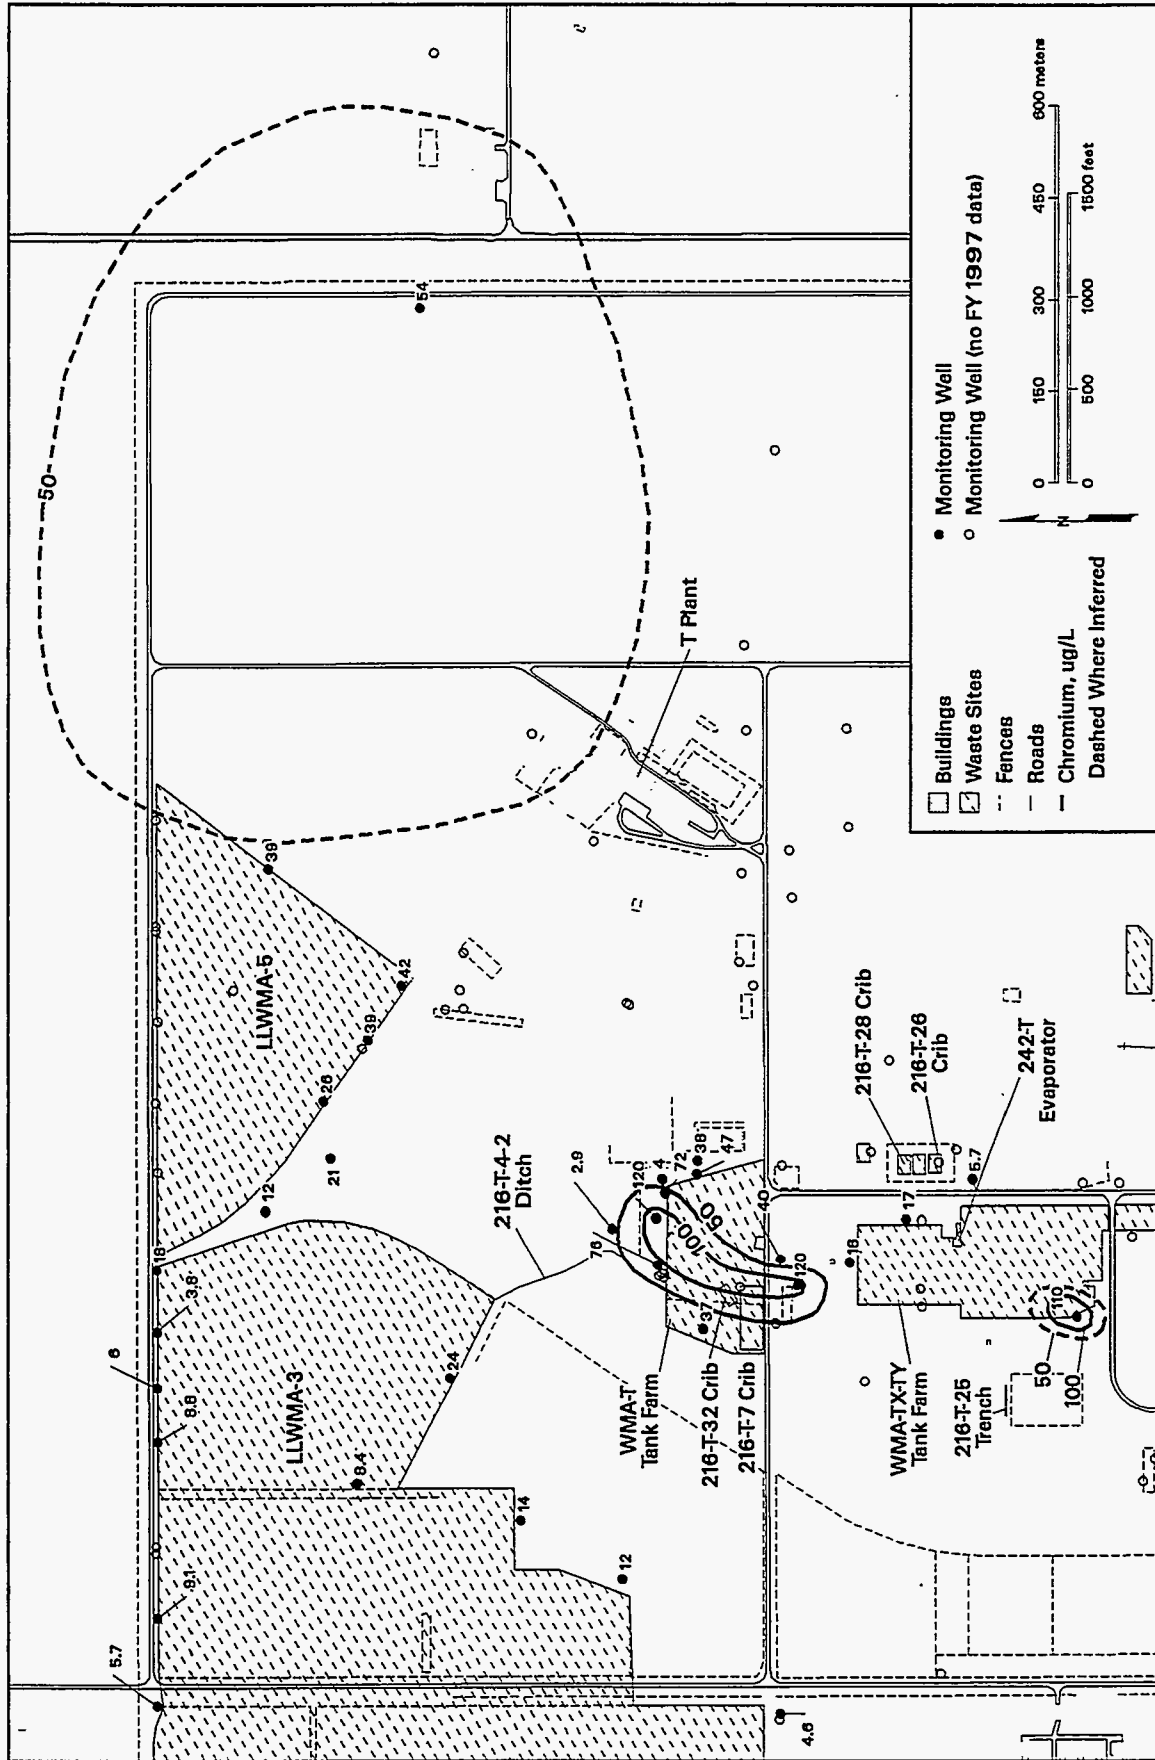 50
54
39
LLWMA-5
42
39
26
21
12
18
3.8
6
8.8
LLWMA-3
8.4
24
14
12
9.1
5.7
4.6
T Plant
216-T-4-2
Ditch
2.9
76
120
4
72
38
47
50
100
40
120
37
WMA-T
Tank Farm
216-T-32 Crib
216-T-7 Crib
216-T-28 Crib
216-T-26
Crib
242-T
Evaporator
5.7
17
18
WMA-TX-TY
Tank Farm
216-T-25
Trench
110
50
100
Buildings
Waste Sites
Fences
Roads
Chromium, ug/L
Dashed Where Inferred
Monitoring Well
Monitoring Well (no FY 1997 data)
N
0 150 300 450 600 meters
0 500 1000 1500 feet